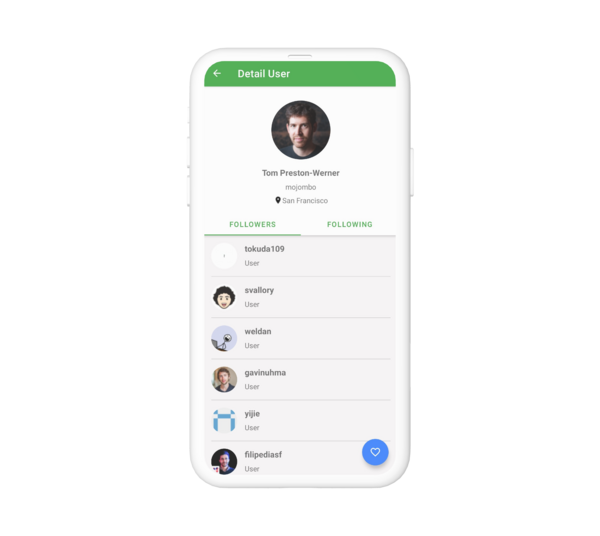 Detail User
Tom Preston-Werner
mojombo
San Francisco
FOLLOWERS FOLLOWING
tokuda109
User
svallory
User
weldan
User
gavinuhma
User
yijie
User
filipediasf
User